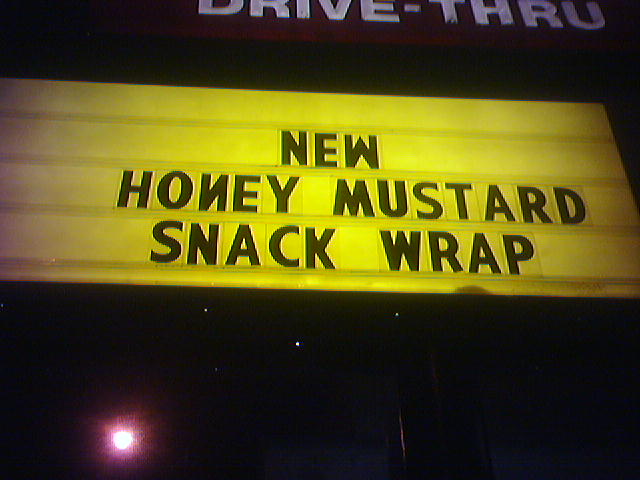 DRIVE-THRU
NEW
HONEY MUSTARD
SNACK WRAP